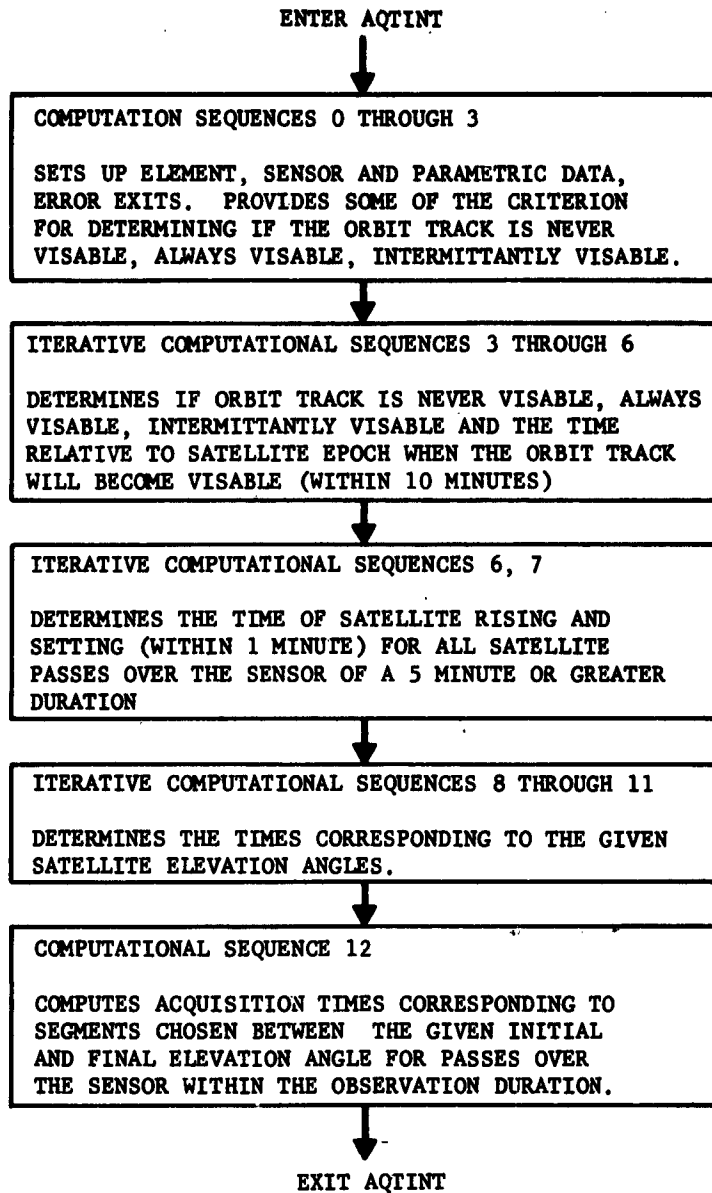 ENTER AQTINT
COMPUTATION SEQUENCES 0 THROUGH 3
SETS UP ELEMENT, SENSOR AND PARAMETRIC DATA,
ERROR EXITS. PROVIDES SOME OF THE CRITERION
FOR DETERMINING IF THE ORBIT TRACK IS NEVER
VISABLE, ALWAYS VISABLE, INTERMITTANTLY VISABLE.
ITERATIVE COMPUTATIONAL SEQUENCES 3 THROUGH 6
DETERMINES IF ORBIT TRACK IS NEVER VISABLE, ALWAYS
VISABLE, INTERMITTANTLY VISABLE AND THE TIME
RELATIVE TO SATELLITE EPOCH WHEN THE ORBIT TRACK
WILL BECOME VISABLE (WITHIN 10 MINUTES)
ITERATIVE COMPUTATIONAL SEQUENCES 6, 7
DETERMINES THE TIME OF SATELLITE RISING AND
SETTING (WITHIN 1 MINUTE) FOR ALL SATELLITE
PASSES OVER THE SENSOR OF A 5 MINUTE OR GREATER
DURATION
ITERATIVE COMPUTATIONAL SEQUENCES 8 THROUGH 11
DETERMINES THE TIMES CORRESPONDING TO THE GIVEN
SATELLITE ELEVATION ANGLES.
COMPUTATIONAL SEQUENCE 12
COMPUTES ACQUISITION TIMES CORRESPONDING TO
SEGMENTS CHOSEN BETWEEN THE GIVEN INITIAL
AND FINAL ELEVATION ANGLE FOR PASSES OVER
THE SENSOR WITHIN THE OBSERVATION DURATION.
EXIT AQTINT